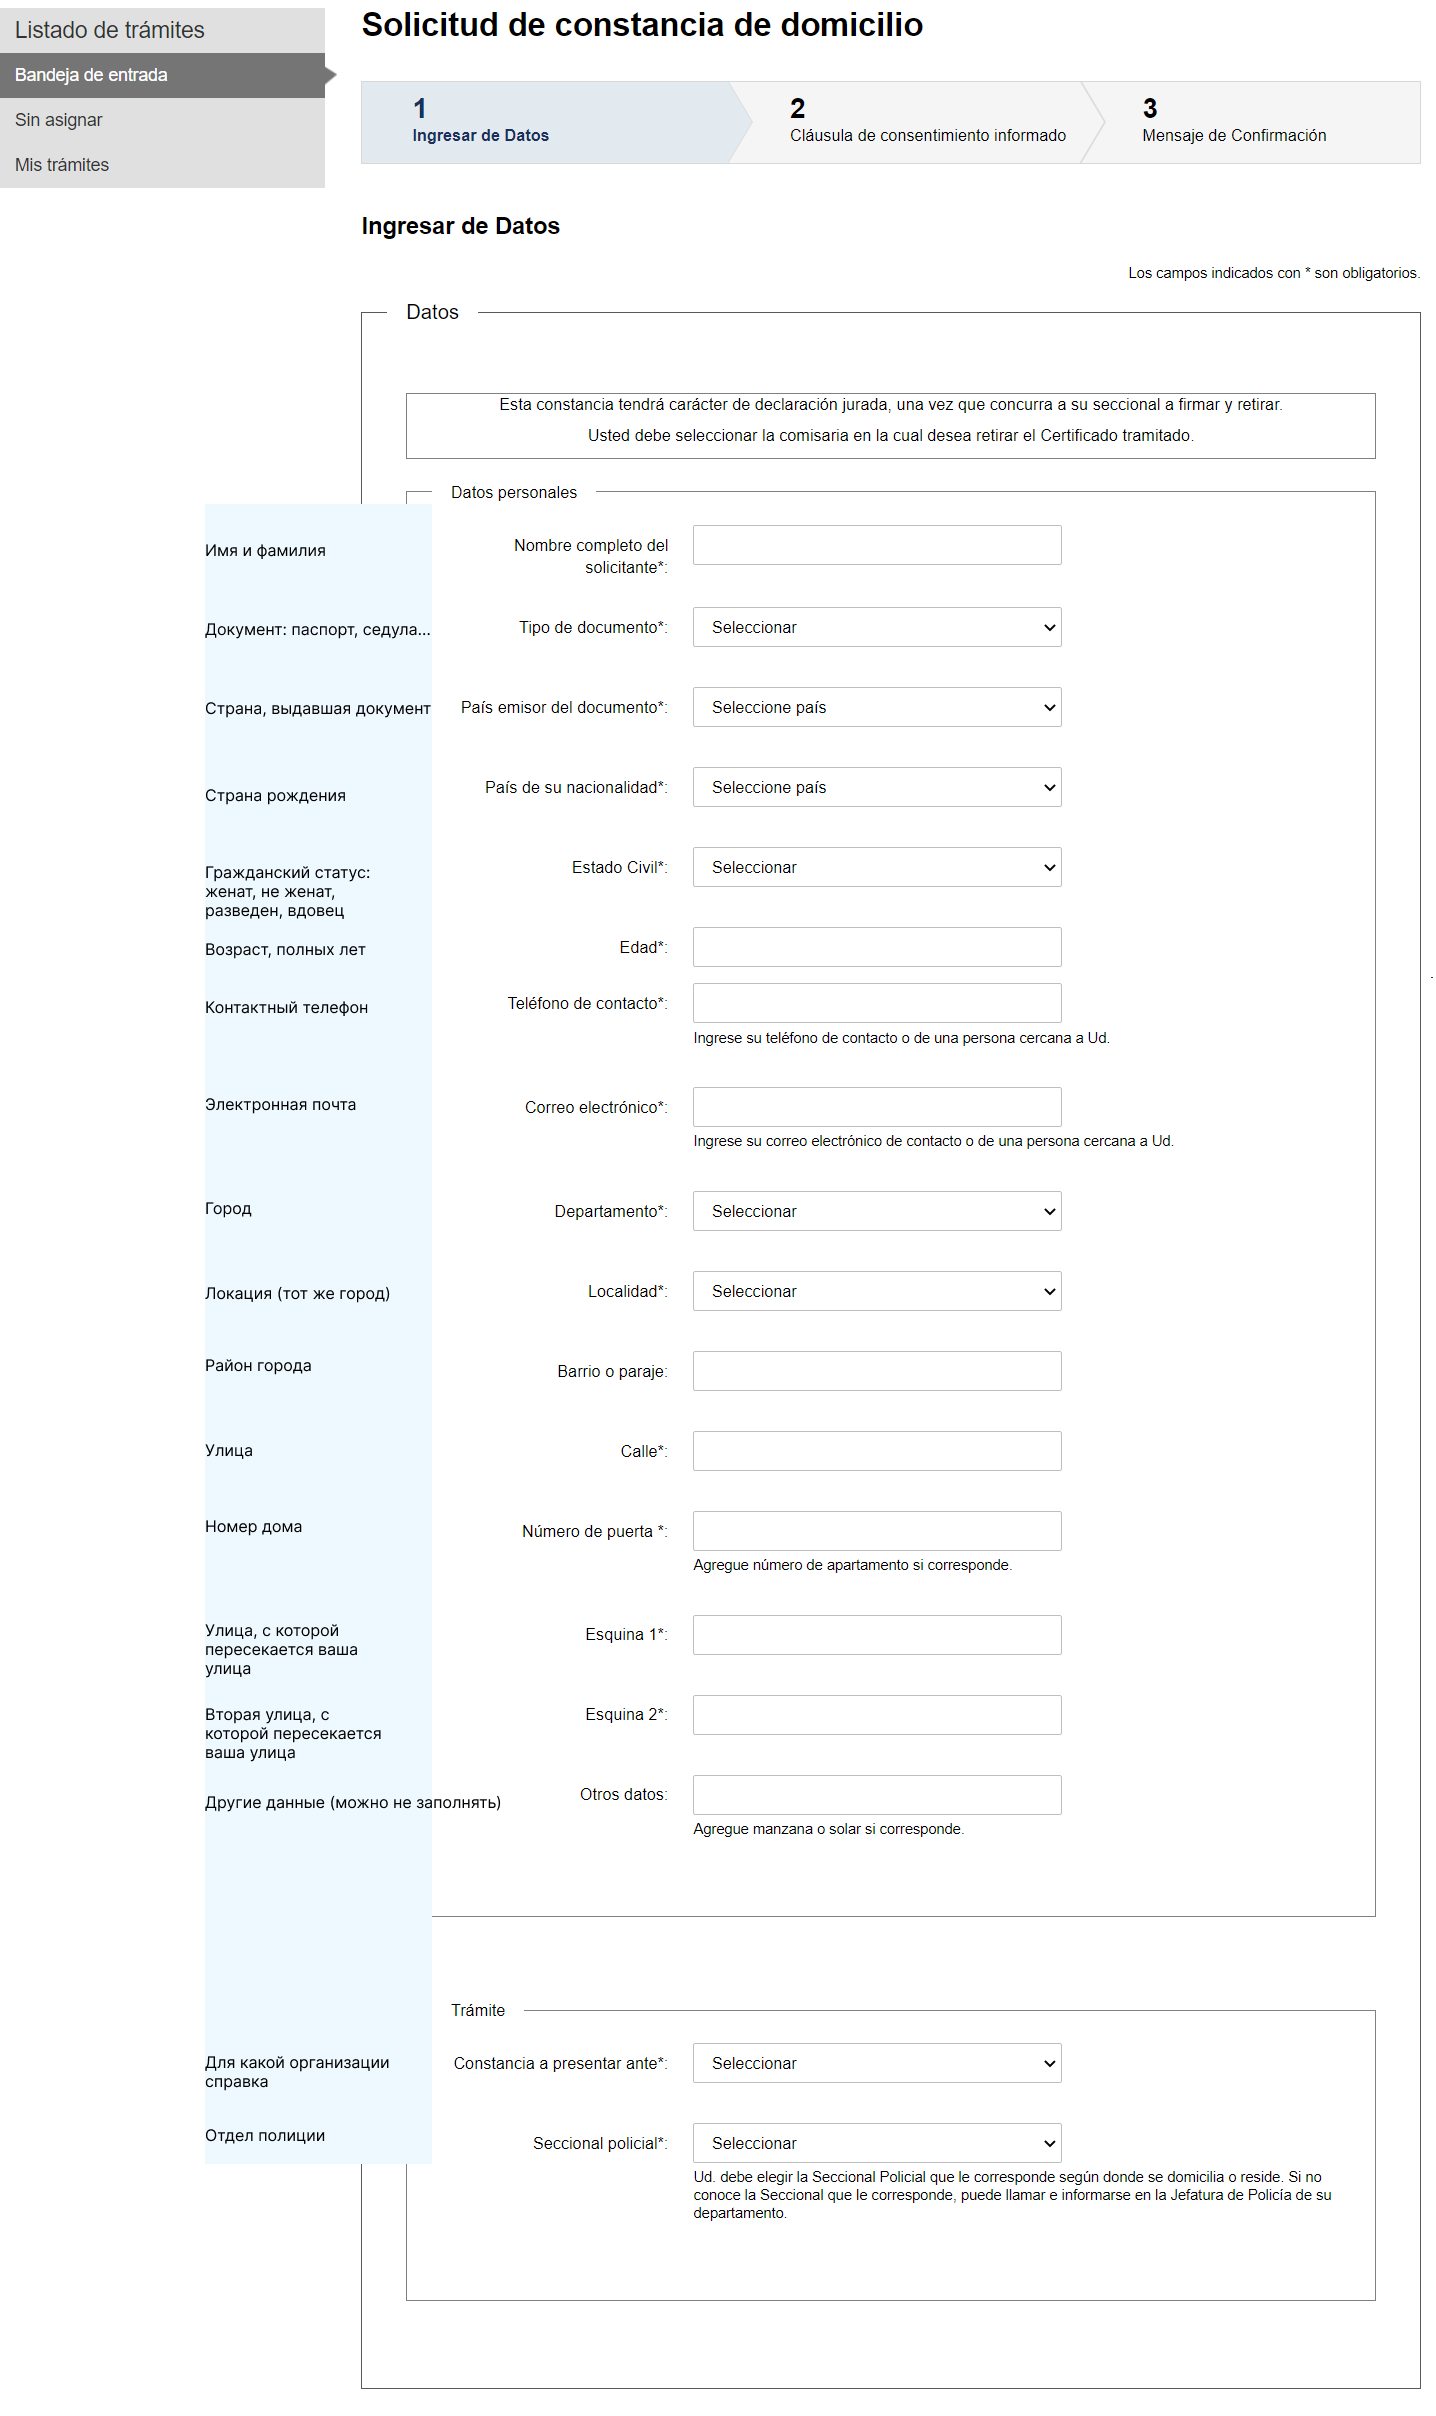 Listado de trámites
Bandeja de entrada
Sin asignar
Mis trámites
Solicitud de constancia de domicilio
1
Ingresar de Datos
2
Cláusula de consentimiento informado
3
Mensaje de Confirmación
Ingresar de Datos
Los campos indicados con * son obligatorios.
Datos
Esta constancia tendrá carácter de declaración jurada, una vez que concurra a su seccional a firmar y retirar.
Usted debe seleccionar la comisaria en la cual desea retirar el Certificado tramitado.
Datos personales
Имя и фамилия
Nombre completo del
solicitante*:
Документ: паспорт, седула...
Tipo de documento*:
Seleccionar
Страна, выдавшая документ
País emisor del documento*:
Seleccione país
Страна рождения
País de su nacionalidad*:
Seleccione país
Гражданский статус:
женат, не женат,
разведен, вдовец
Estado Civil*:
Seleccionar
Возраст, полных лет
Edad*:
Контактный телефон
Teléfono de contacto*:
Ingrese su teléfono de contacto o de una persona cercana a Ud.
Электронная почта
Correo electrónico*:
Ingrese su correo electrónico de contacto o de una persona cercana a Ud.
Город
Departamento*:
Seleccionar
Локация (тот же город)
Localidad*:
Seleccionar
Район города
Barrio o paraje:
Улица
Calle*:
Номер дома
Número de puerta *:
Agregue número de apartamento si corresponde.
Улица, с которой
пересекается ваша
улица
Esquina 1*:
Вторая улица, с
которой пересекается
ваша улица
Esquina 2*:
Другие данные (можно не заполнять)
Otros datos:
Agregue manzana o solar si corresponde.
Trámite
Для какой организации
справка
Constancia a presentar ante*:
Seleccionar
Отдел полиции
Seccional policial*:
Seleccionar
Ud. debe elegir la Seccional Policial que le corresponde según donde se domicilia o reside. Si no
conoce la Seccional que le corresponde, puede llamar e informarse en la Jefatura de Policía de su
departamento.